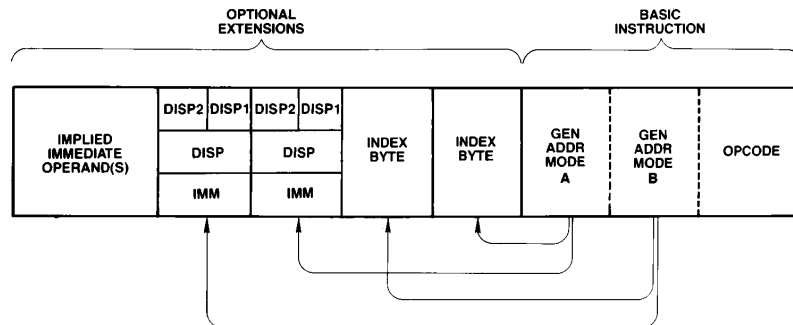 OPTIONAL
EXTENSIONS
BASIC
INSTRUCTION
IMPLIED
IMMEDIATE
OPERAND(S)
DISP2 DISP1
DISP
IMM
DISP2 DISP1
DISP
IMM
INDEX
BYTE
INDEX
BYTE
GEN
ADDR
MODE
A
GEN
ADDR
MODE
B
OPCODE